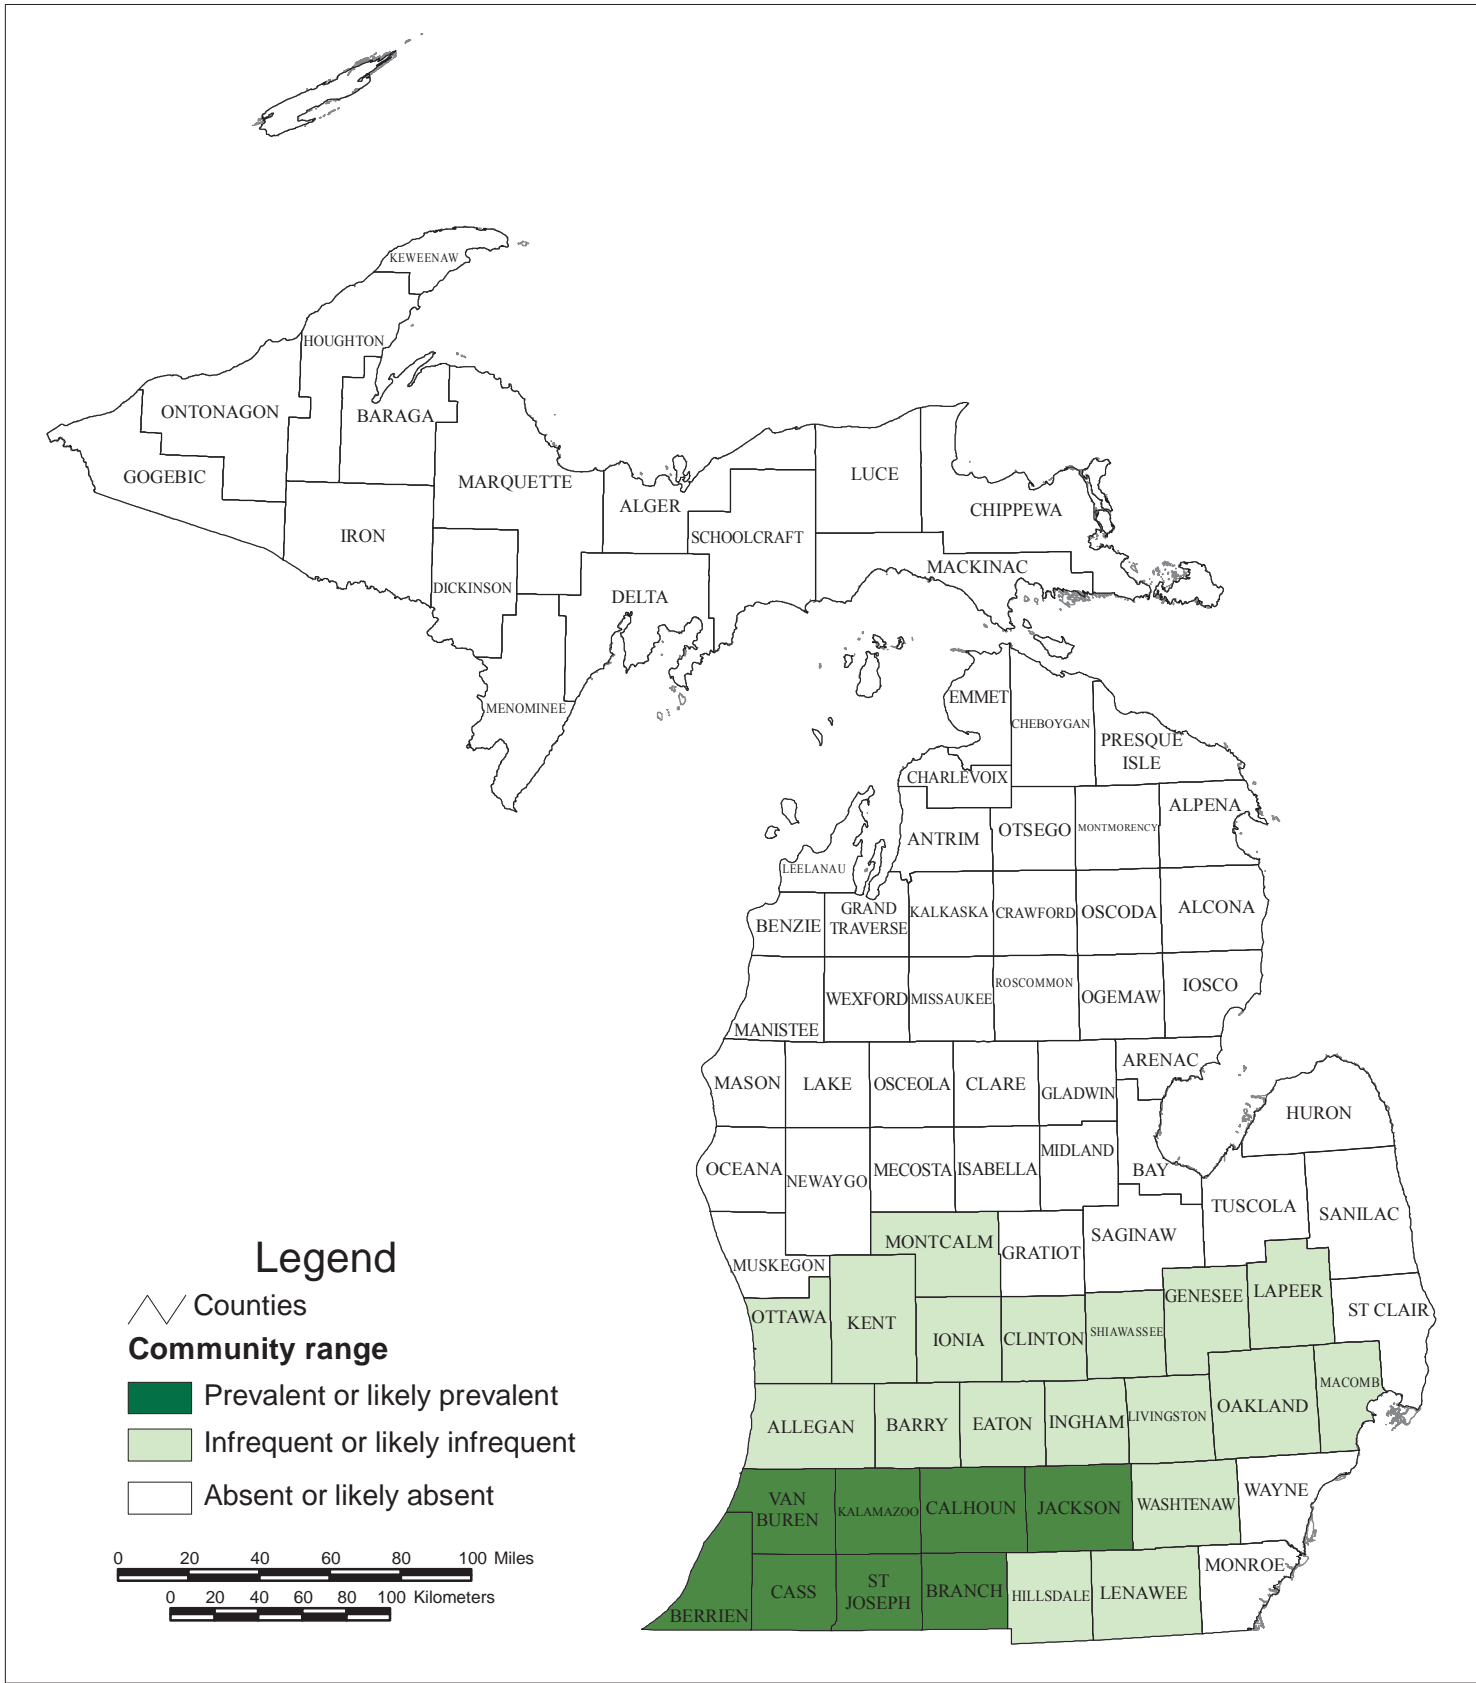 KEWEENAW
HOUGHTON
ONTONAGON
BARAGA
GOGEBIC
MARQUETTE
LUCE
ALGER
CHIPPEWA
IRON
SCHOOLCRAFT
MACKINAC
DICKINSON
DELTA
MENOMINEE
EMMET
CHEBOYGAN
PRESQUE
ISLE
CHARLEVOIX
ALPENA
ANTRIM
OTSEGO
MONTMORENCY
LEELANAU
BENZIE
GRAND
TRAVERSE
KALKASKA
CRAWFORD
OSCODA
ALCONA
MANISTEE
WEXFORD
MISSAUKEE
ROSCOMMON
OGEMAW
IOSCO
ARENAC
MASON
LAKE
OSCEOLA
CLARE
GLADWIN
HURON
OCEANA
NEWAYGO
MECOSTA
ISABELLA
MIDLAND
BAY
TUSCOLA
SANILAC
MUSKEGON
MONTCALM
GRATIOT
SAGINAW
GENESEE
LAPEER
ST CLAIR
OTTAWA
KENT
IONIA
CLINTON
SHIAWASSEE
ALLEGAN
BARRY
EATON
INGHAM
LIVINGSTON
OAKLAND
MACOMB
VAN
BUREN
KALAMAZOO
CALHOUN
JACKSON
WASHTENAW
WAYNE
BERRIEN
CASS
ST
JOSEPH
BRANCH
HILLSDALE
LENAWEE
MONROE
Legend
Counties
Community range
Prevalent or likely prevalent
Infrequent or likely infrequent
Absent or likely absent
0 20 40 60 80 100 Miles
0 20 40 60 80 100 Kilometers